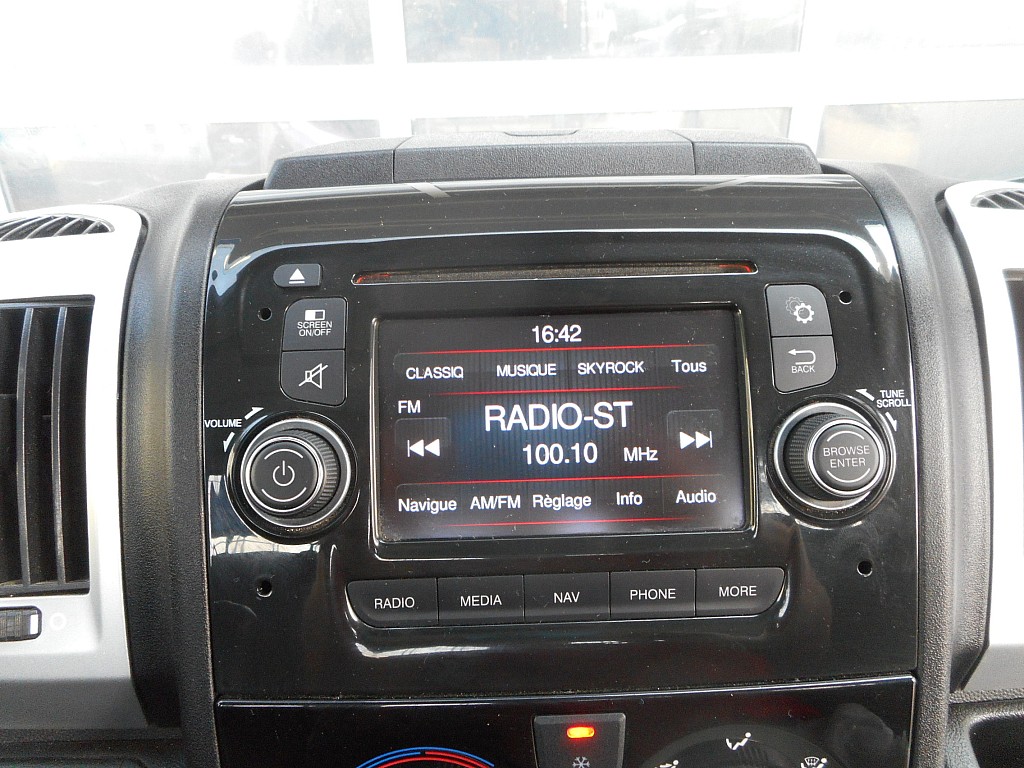 SCREEN
ON/OFF
16:42
CLASSIQ MUSIQUE SKYROCK Tous
FM
RADIO-ST
100.10 MHz
Navigue AM/FM Règlage Info Audio
BACK
VOLUME
TUNE
SCROLL
BROWSE
ENTER
RADIO MEDIA NAV PHONE MORE